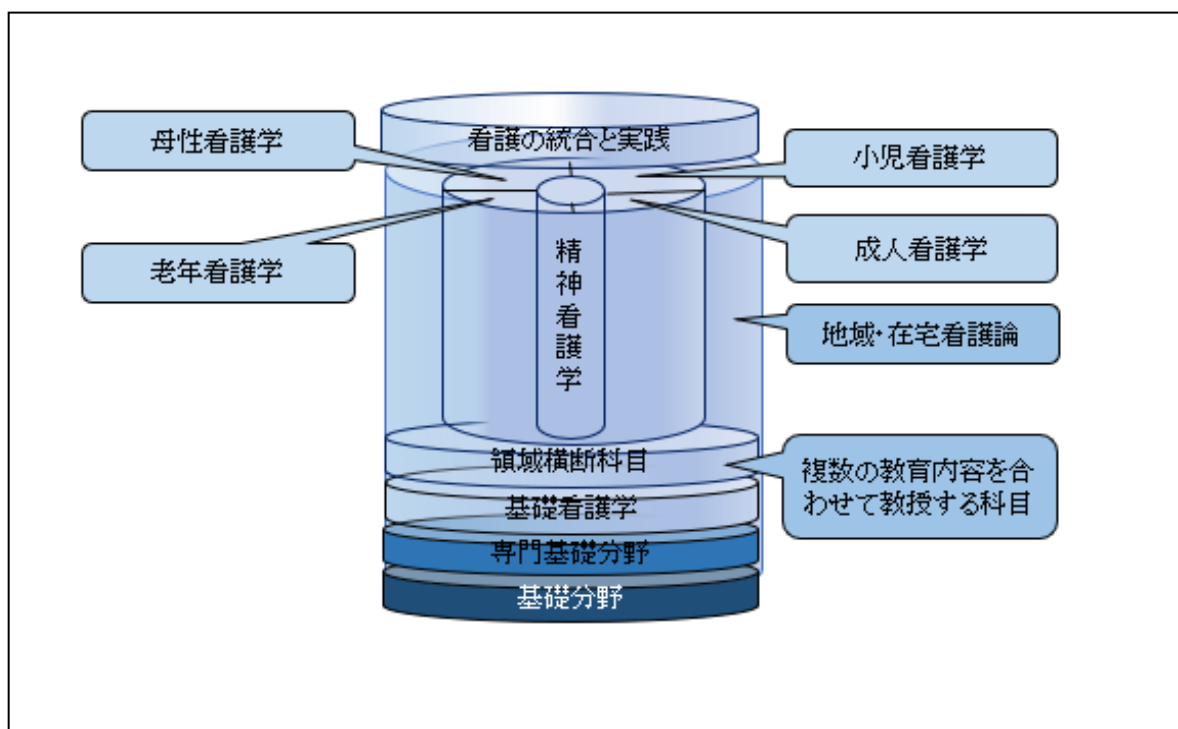 看護の統合と実践
母性看護学
小児看護学
老年看護学
成人看護学
精神看護学
地域・在宅看護論
領域横断科目
複数の教育内容を合
わせて教授する科目
基礎看護学
専門基礎分野
基礎分野